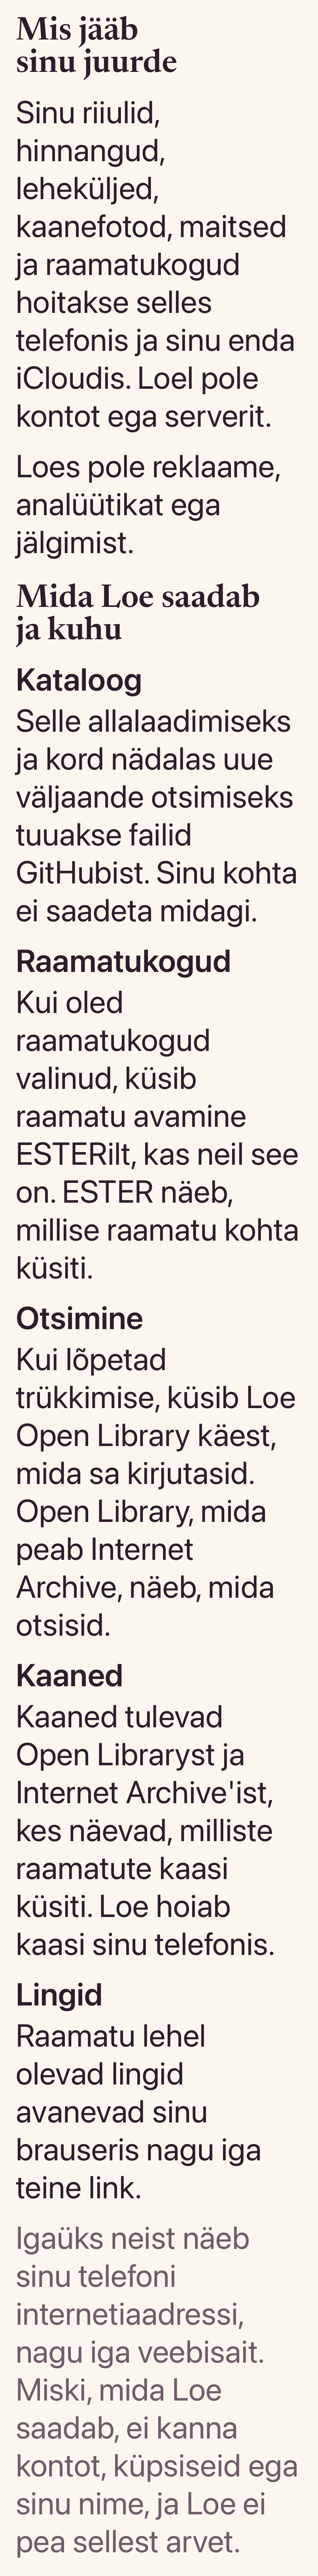 Mis jääb
sinu juurde
Sinu riiulid,
hinnangud,
leheküljed,
kaanefotod, maitsed
ja raamatukogud
hoitakse selles
telefonis ja sinu enda
iCloudis. Loel pole
kontot ega serverit.
Loes pole reklaame,
analüütikat ega
jälgimist.
Mida Loe saadab
ja kuhu
Kataloog
Selle allalaadimiseks
ja kord nädalas uue
väljaande otsimiseks
tuuakse failid
GitHubist. Sinu kohta
ei saadeta midagi.
Raamatukogud
Kui oled
raamatukogud
valinud, küsib
raamatu avamine
ESTERilt, kas neil see
on. ESTER näeb,
millise raamatu kohta
küsiti.
Otsimine
Kui lõpetad
trükkimise, küsib Loe
Open Library käest,
mida sa kirjutasid.
Open Library, mida
peab Internet
Archive, näeb, mida
otsisid.
Kaaned
Kaaned tulevad
Open Libraryst ja
Internet Archive'ist,
kes näevad, milliste
raamatute kaasi
küsiti. Loe hoiab
kaasi sinu telefonis.
Lingid
Raamatu lehel
olevad lingid
avanevad sinu
brauseris nagu iga
teine link.
Igaüks neist näeb
sinu telefoni
internetiaadressi,
nagu iga veebisait.
Miski, mida Loe
saadab, ei kanna
kontot, küpsiseid ega
sinu nime, ja Loe ei
pea sellest arvet.